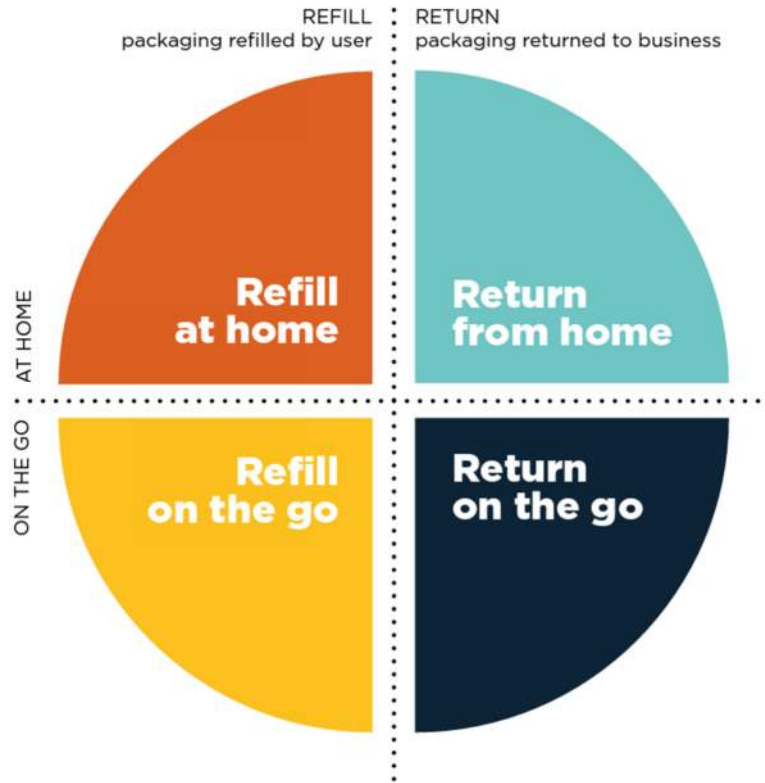 REFILL
packaging refilled by user
RETURN
packaging returned to business
AT HOME
Refill
at home
Return
from home
ON THE GO
Refill
on the go
Return
on the go